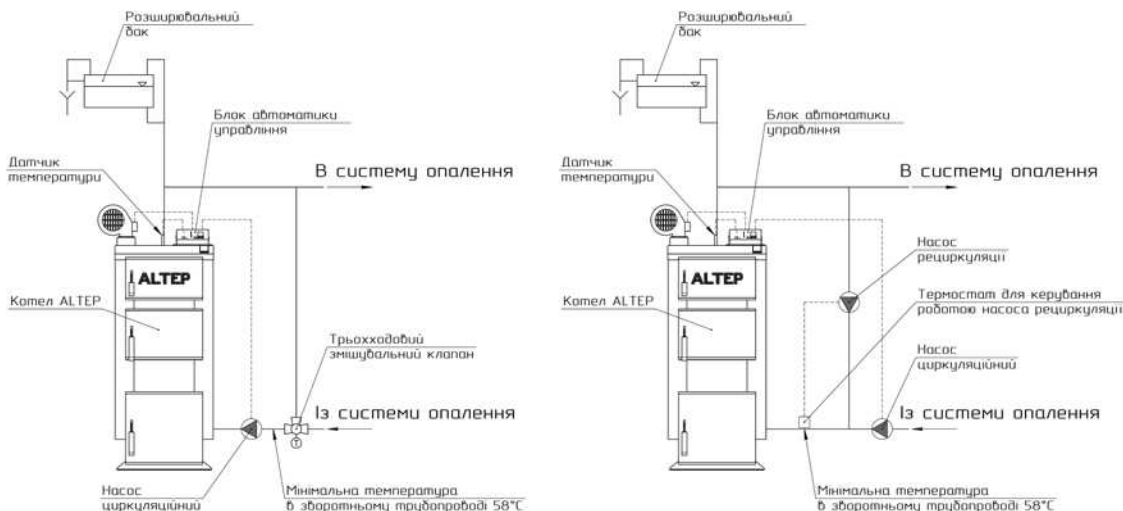 Розширювальний
бак
Блок автоматики
управління
Датчик
температури
В систему опалення
ALTEP
Котел ALTEP
Трьохходовий
змішувальний клапан
Із системи опалення
T
Насос
циркуляційний
Мінімальна температура
в зворотньому трубопроводі 58°С
Розширювальний
бак
Блок автоматики
управління
Датчик
температури
В систему опалення
ALTEP
Насос
рециркуляції
Котел ALTEP
Термостат для керування
роботою насоса рециркуляції
Насос
циркуляційний
Із системи опалення
Мінімальна температура
в зворотньому трубопроводі 58°С